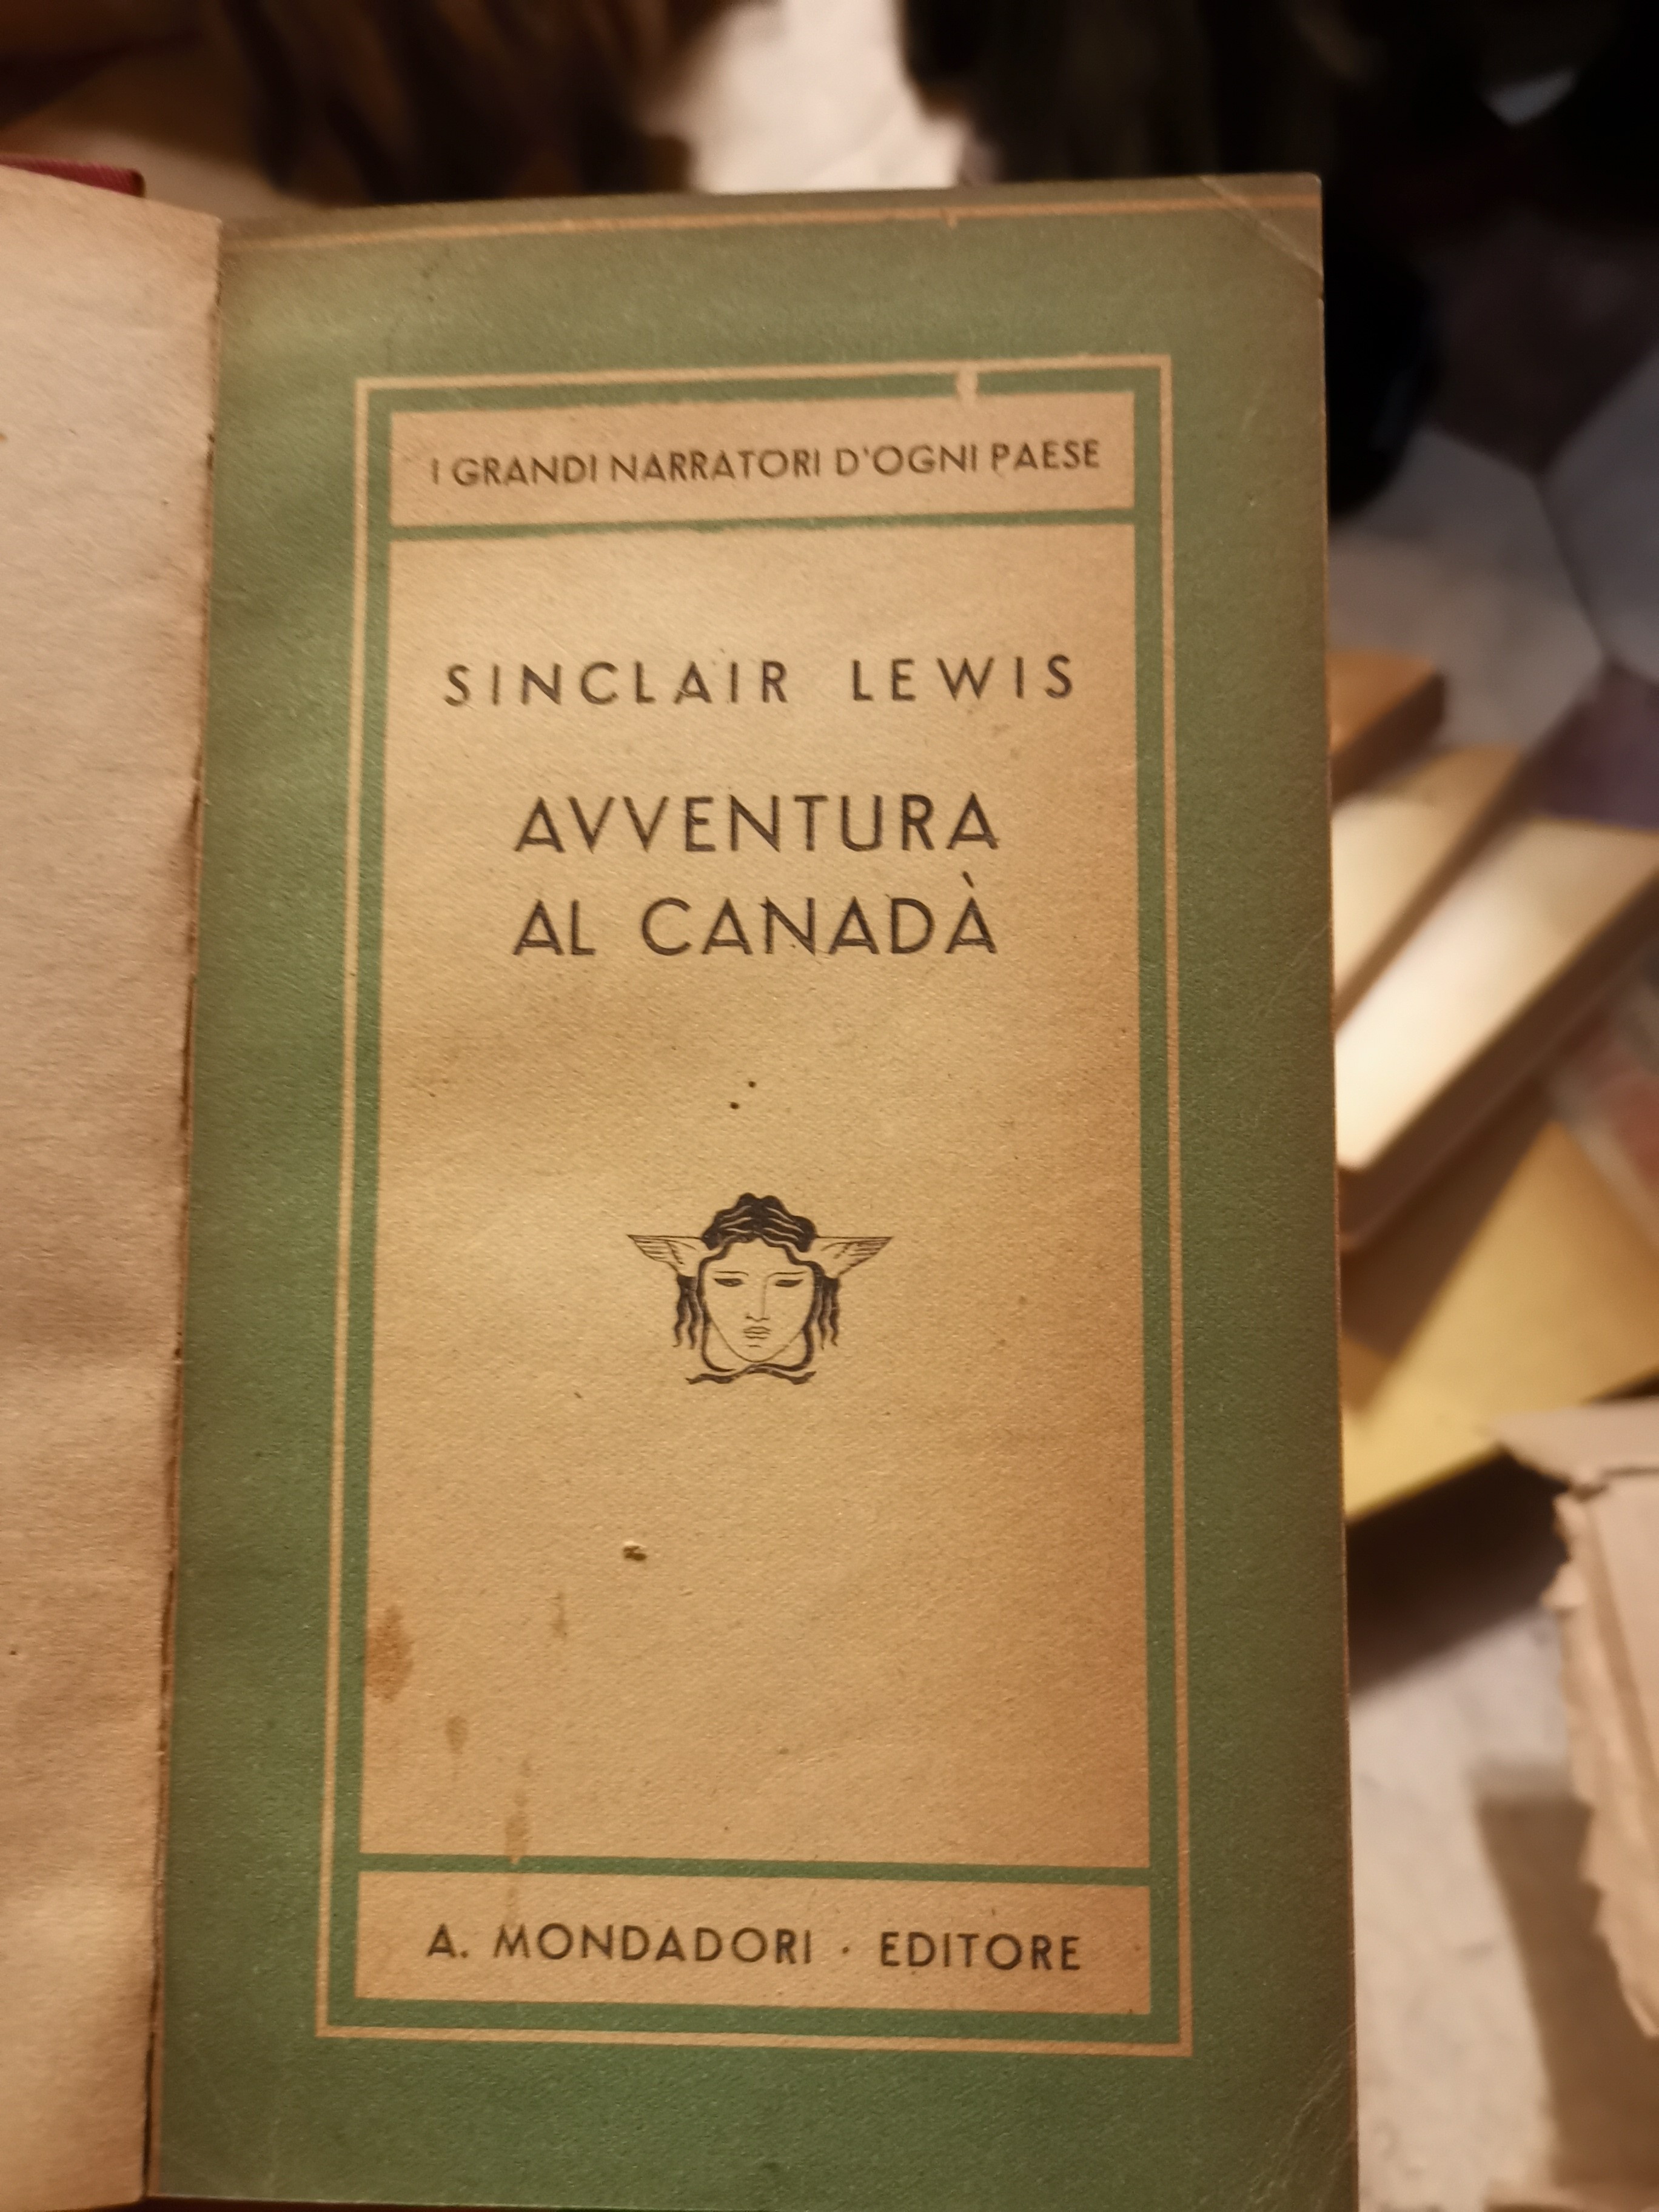 I GRANDI NARRATORI D'OGNI PAESE
SINCLAIR LEWIS
AVVENTURA
AL CANADÀ
A. MONDADORI · EDITORE